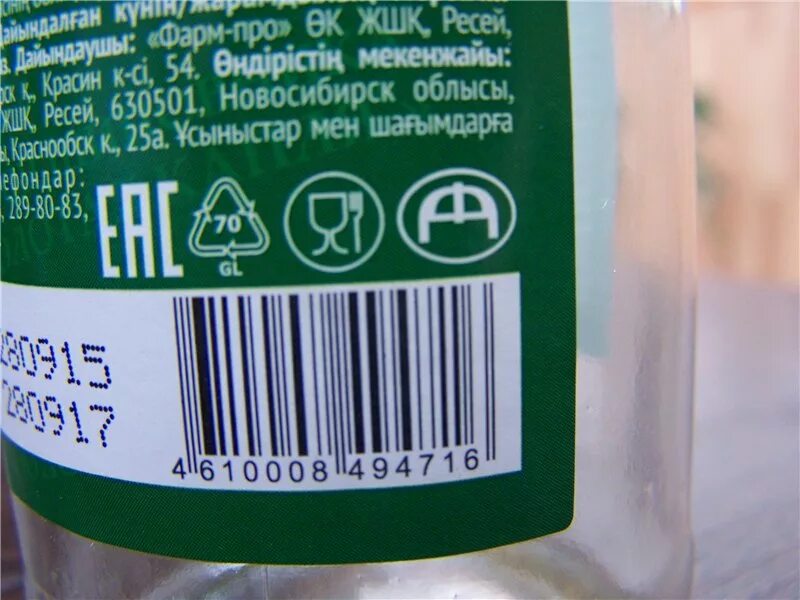 күнін/
Дайындаушы: «Фарм-про» ӨК ЖШҚ, Ресей,
қ., Красин к-сі, 54. Өндірістің мекенжайы:
ЖШҚ, Ресей, 630501, Новосибирск облысы,
Краснообск к., 25а. Ұсыныстар мен шағымдарға
289-80-83,
EAC
70
GL
280915
280917
4 610008 494716